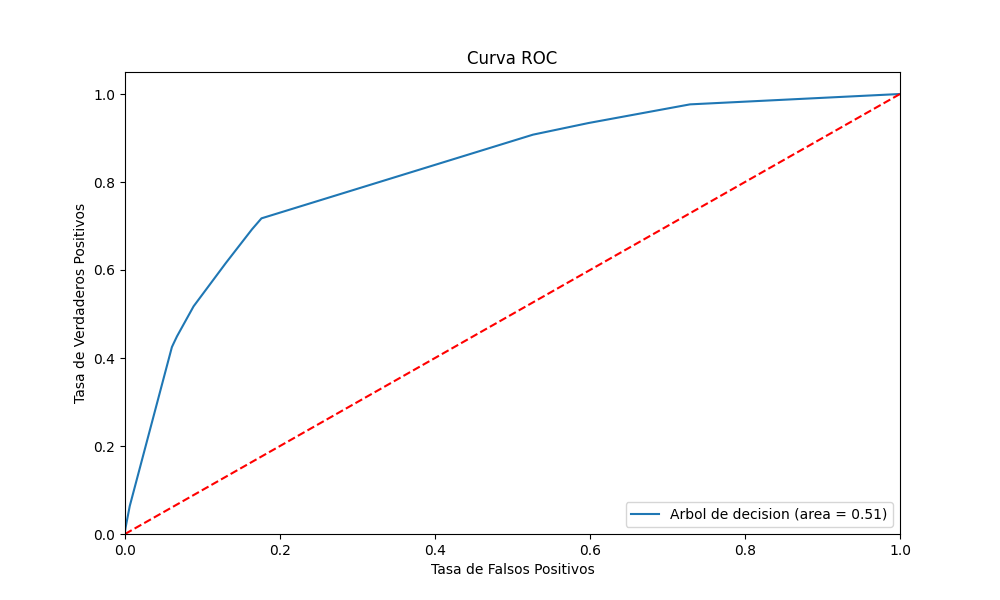 Curva ROC
1.0
0.8
0.6
0.4
0.2
0.0
Tasa de Verdaderos Positivos
Arbol de decision (area = 0.51)
0.0 0.2 0.4 0.6 0.8 1.0
Tasa de Falsos Positivos